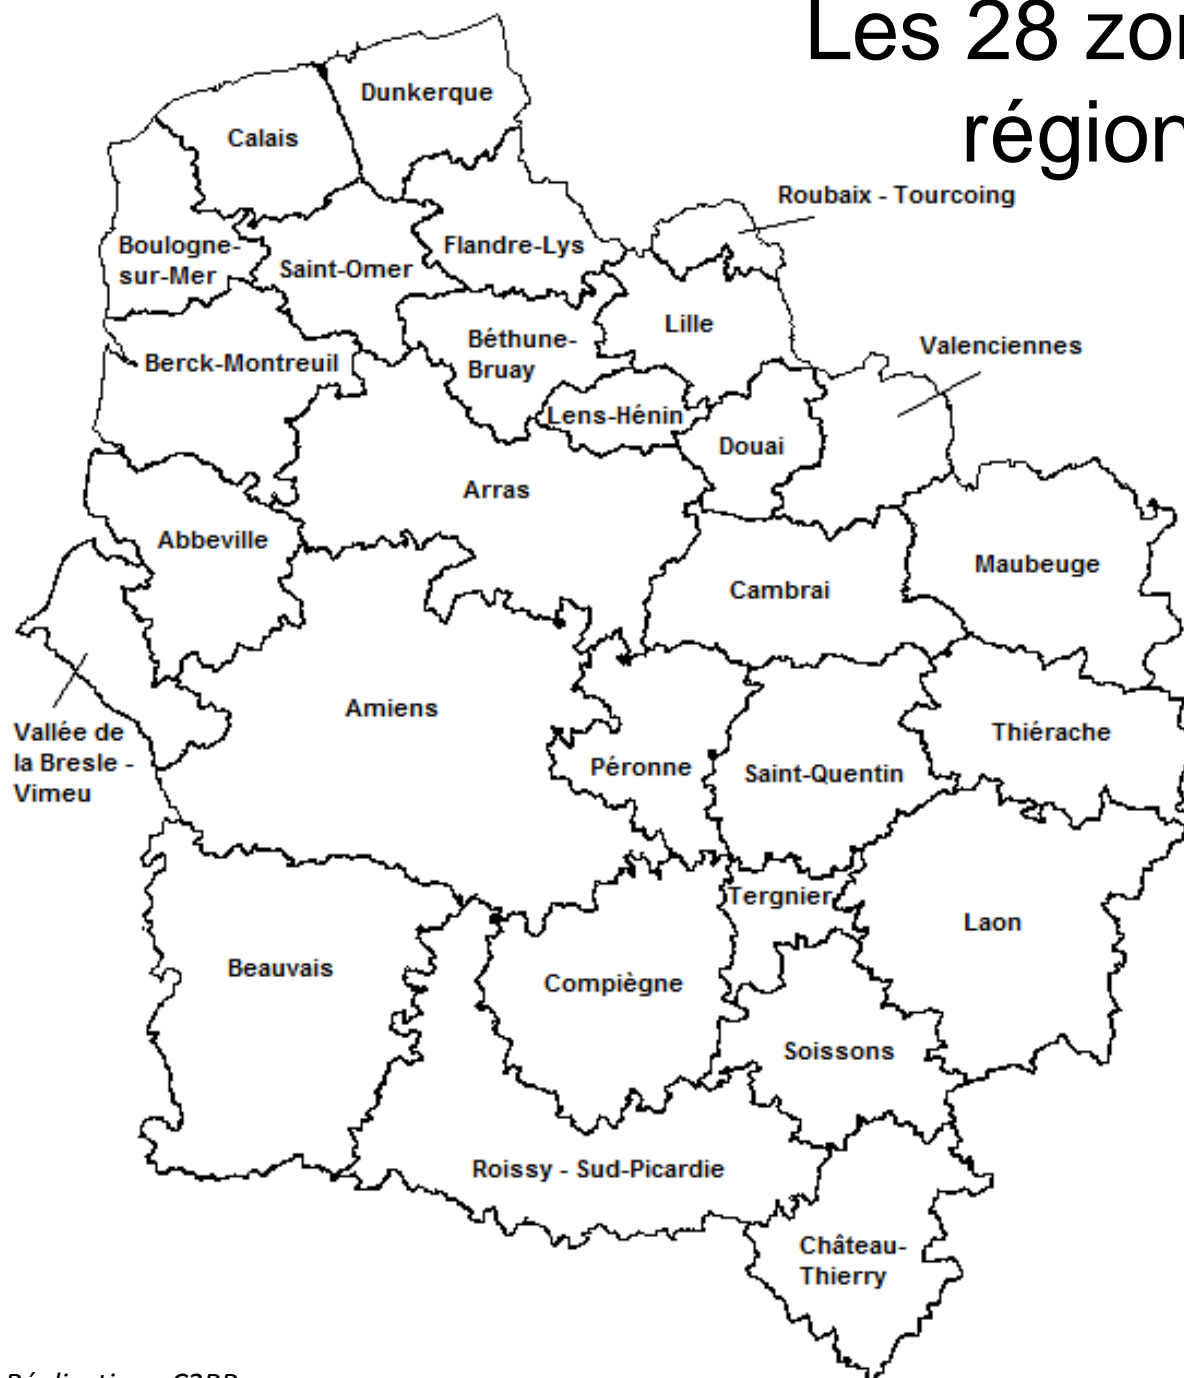 Les 28 zon
région
Dunkerque
Calais
Roubaix - Tourcoing
Boulogne-
sur-Mer
Saint-Omer
Flandre-Lys
Lille
Béthune-
Bruay
Valenciennes
Berck-Montreuil
Lens-Hénin
Douai
Arras
Abbeville
Maubeuge
Cambrai
Amiens
Vallée de
la Bresle -
Vimeu
Péronne
Saint-Quentin
Thiérache
Tergnier
Laon
Beauvais
Compiègne
Soissons
Roissy - Sud-Picardie
Château-
Thierry